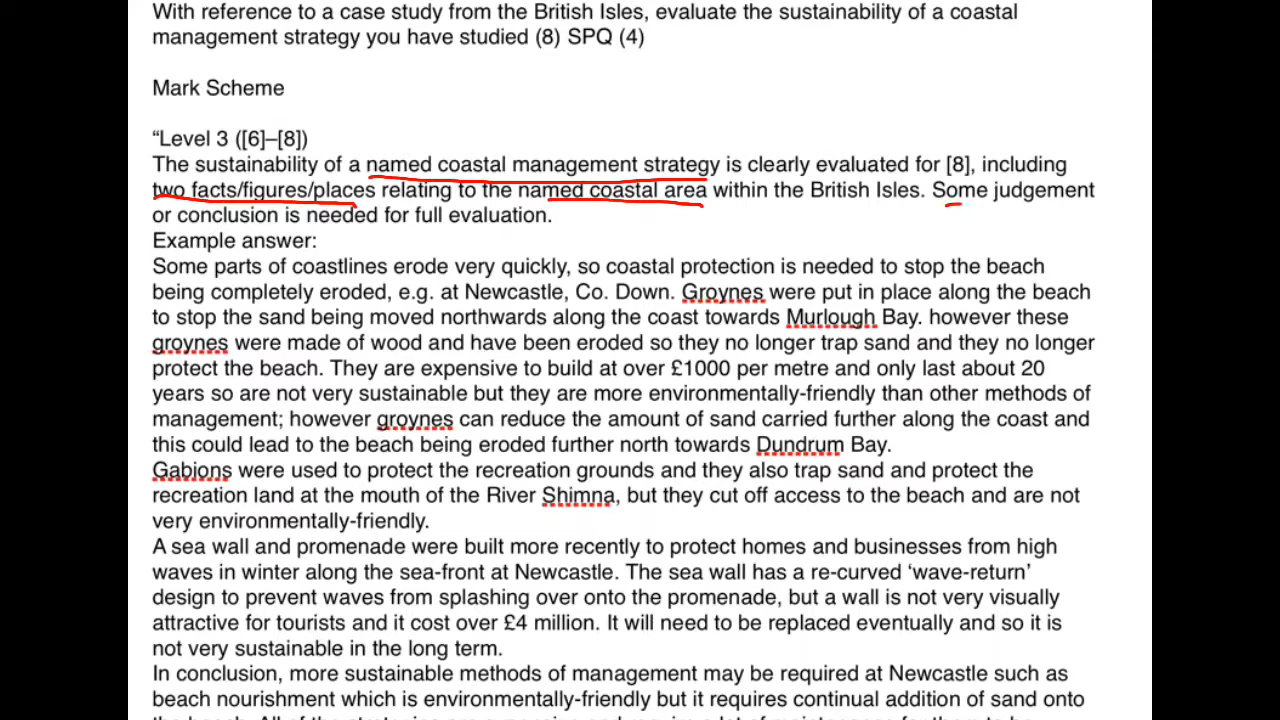 With reference to a case study from the British Isles, evaluate the sustainability of a coastal
management strategy you have studied (8) SPQ (4)
Mark Scheme
“Level 3 ([6]–[8])
The sustainability of a named coastal management strategy is clearly evaluated for [8], including
two facts/figures/places relating to the named coastal area within the British Isles. Some judgement
or conclusion is needed for full evaluation.
Example answer:
Some parts of coastlines erode very quickly, so coastal protection is needed to stop the beach
being completely eroded, e.g. at Newcastle, Co. Down. Groynes were put in place along the beach
to stop the sand being moved northwards along the coast towards Murlough Bay. however these
groynes were made of wood and have been eroded so they no longer trap sand and they no longer
protect the beach. They are expensive to build at over £1000 per metre and only last about 20
years so are not very sustainable but they are more environmentally-friendly than other methods of
management; however groynes can reduce the amount of sand carried further along the coast and
this could lead to the beach being eroded further north towards Dundrum Bay.
Gabions were used to protect the recreation grounds and they also trap sand and protect the
recreation land at the mouth of the River Shimna, but they cut off access to the beach and are not
very environmentally-friendly.
A sea wall and promenade were built more recently to protect homes and businesses from high
waves in winter along the sea-front at Newcastle. The sea wall has a re-curved ‘wave-return’
design to prevent waves from splashing over onto the promenade, but a wall is not very visually
attractive for tourists and it cost over £4 million. It will need to be replaced eventually and so it is
not very sustainable in the long term.
In conclusion, more sustainable methods of management may be required at Newcastle such as
beach nourishment which is environmentally-friendly but it requires continual addition of sand onto